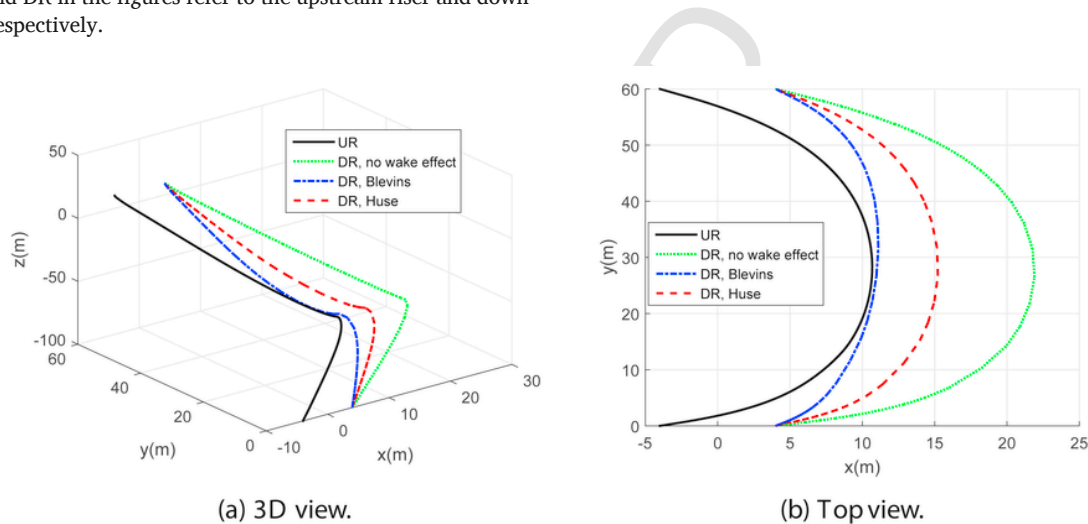 nd DR in the figures refer to the upstream riser and down
espectively.
50
0
-50
-100
z(m)
60
40
20
0
y(m)
-10
0
10
20
30
x(m)
UR
DR, no wake effect
DR, Blevins
DR, Huse
(a) 3D view.
60
50
40
30
20
10
0
y(m)
-5
0
5
10
15
20
25
x(m)
UR
DR, no wake effect
DR, Blevins
DR, Huse
(b) Top view.